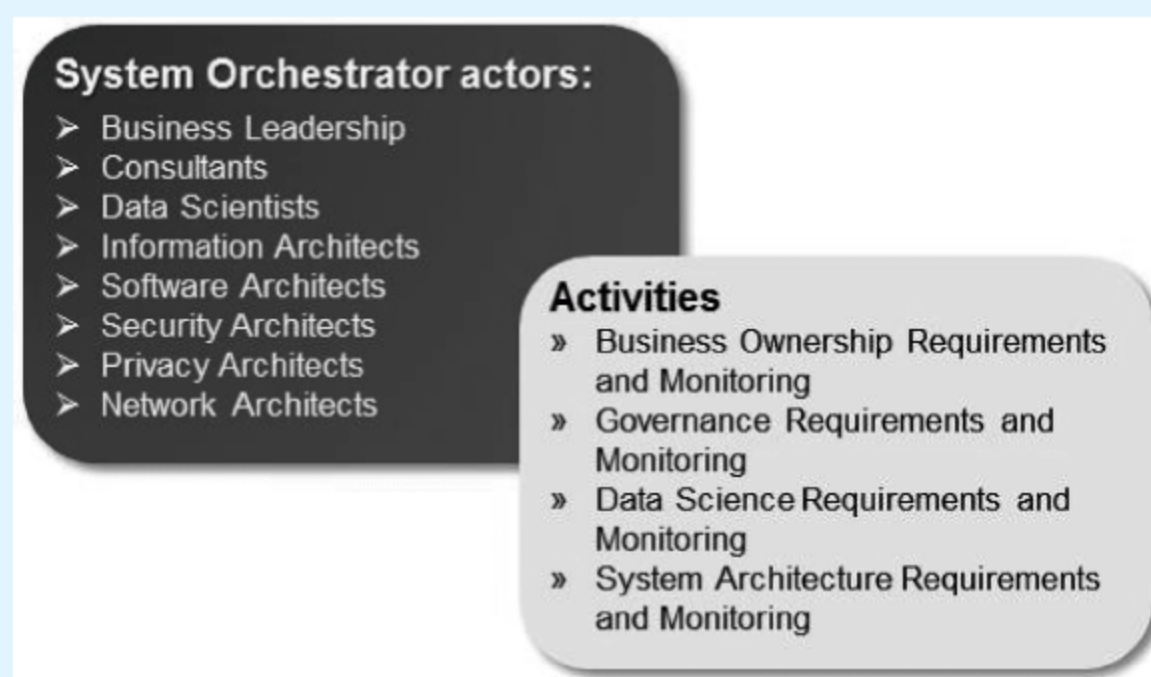 System Orchestrator actors:
➢ Business Leadership
➢ Consultants
➢ Data Scientists
➢ Information Architects
➢ Software Architects
➢ Security Architects
➢ Privacy Architects
➢ Network Architects
Activities
» Business Ownership Requirements
and Monitoring
» Governance Requirements and
Monitoring
» Data Science Requirements and
Monitoring
» System Architecture Requirements
and Monitoring